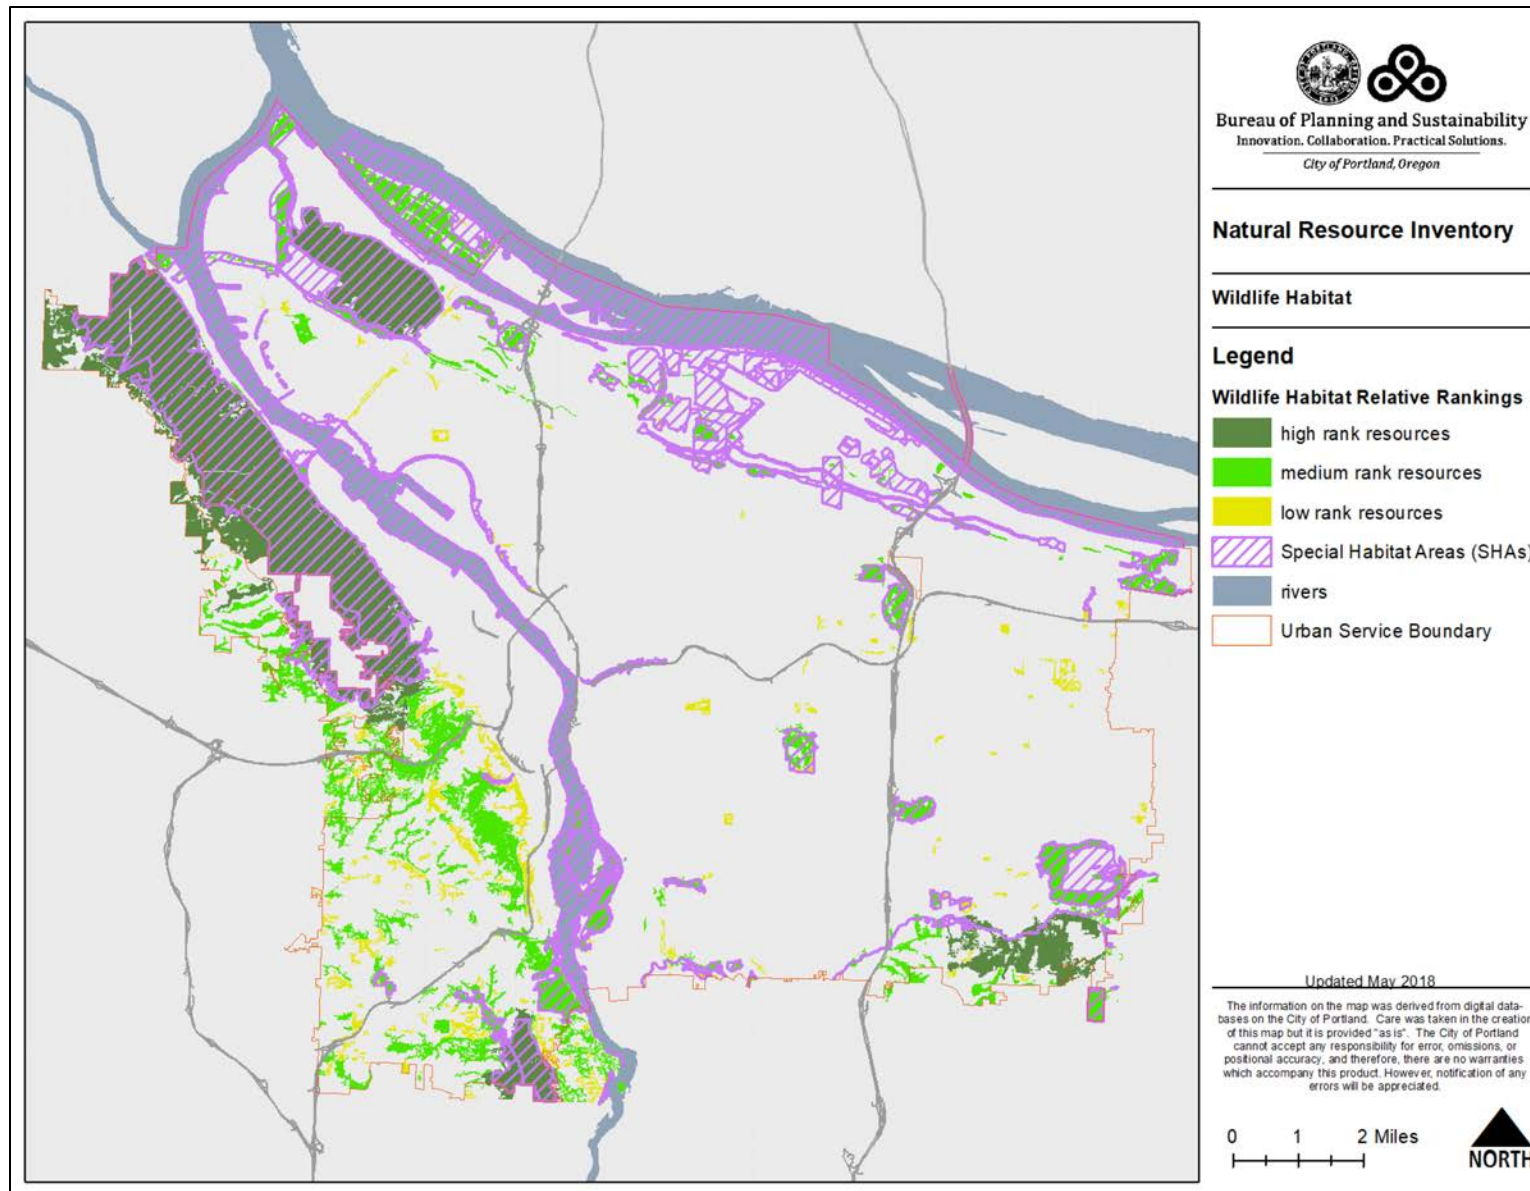 Bureau of Planning and Sustainability
Innovation. Collaboration. Practical Solutions.
City of Portland, Oregon
Natural Resource Inventory
Wildlife Habitat
Legend
Wildlife Habitat Relative Rankings
high rank resources
medium rank resources
low rank resources
Special Habitat Areas (SHAs)
rivers
Urban Service Boundary
Updated May 2018
The information on the map was derived from digital data-
bases on the City of Portland. Care was taken in the creation
of this map but it is provided "as is". The City of Portland
cannot accept any responsibility for error, omissions, or
positional accuracy, and therefore, there are no warranties
which accompany this product. However, notification of any
errors will be appreciated.
0 1 2 Miles
NORTH